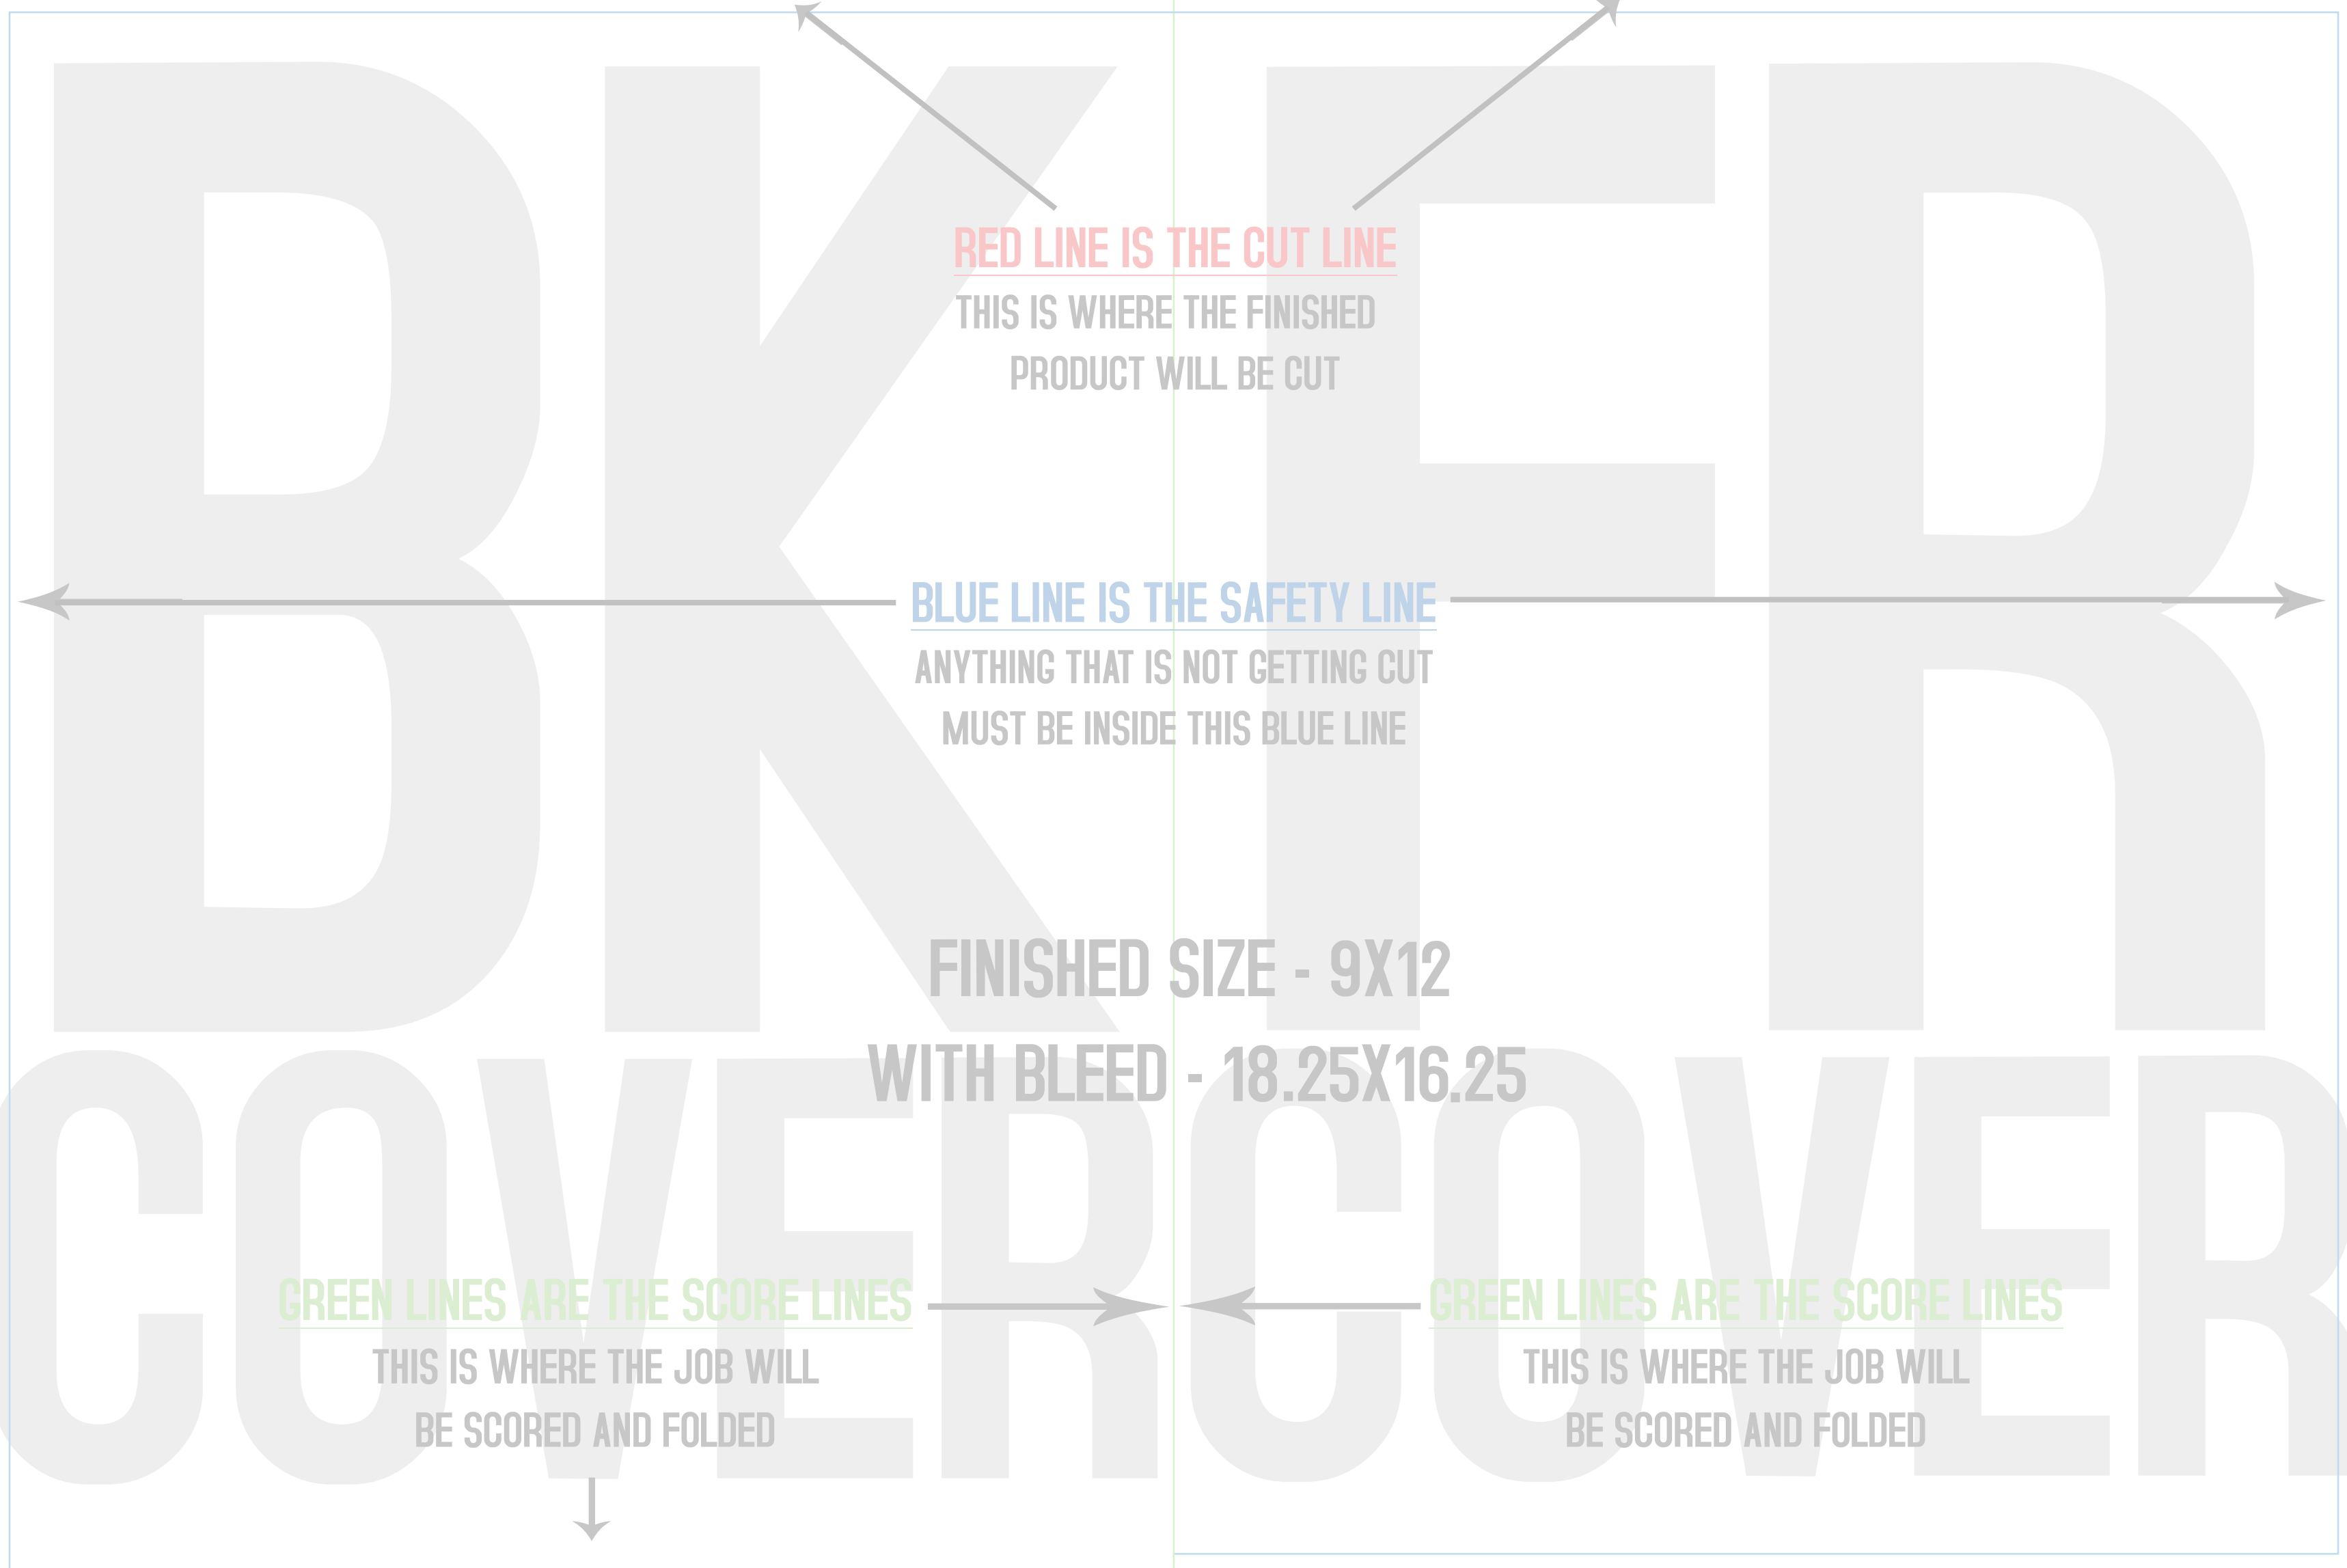 BK FR
RED LINE IS THE CUT LINE
THIS IS WHERE THE FINISHED
PRODUCT WILL BE CUT
BLUE LINE IS THE SAFETY LINE
ANYTHING THAT IS NOT GETTING CUT
MUST BE INSIDE THIS BLUE LINE
FINISHED SIZE - 9X12
WITH BLEED - 18.25X16.25
COVER COVER
GREEN LINES ARE THE SCORE LINES
THIS IS WHERE THE JOB WILL
BE SCORED AND FOLDED
GREEN LINES ARE THE SCORE LINES
THIS IS WHERE THE JOB WILL
BE SCORED AND FOLDED